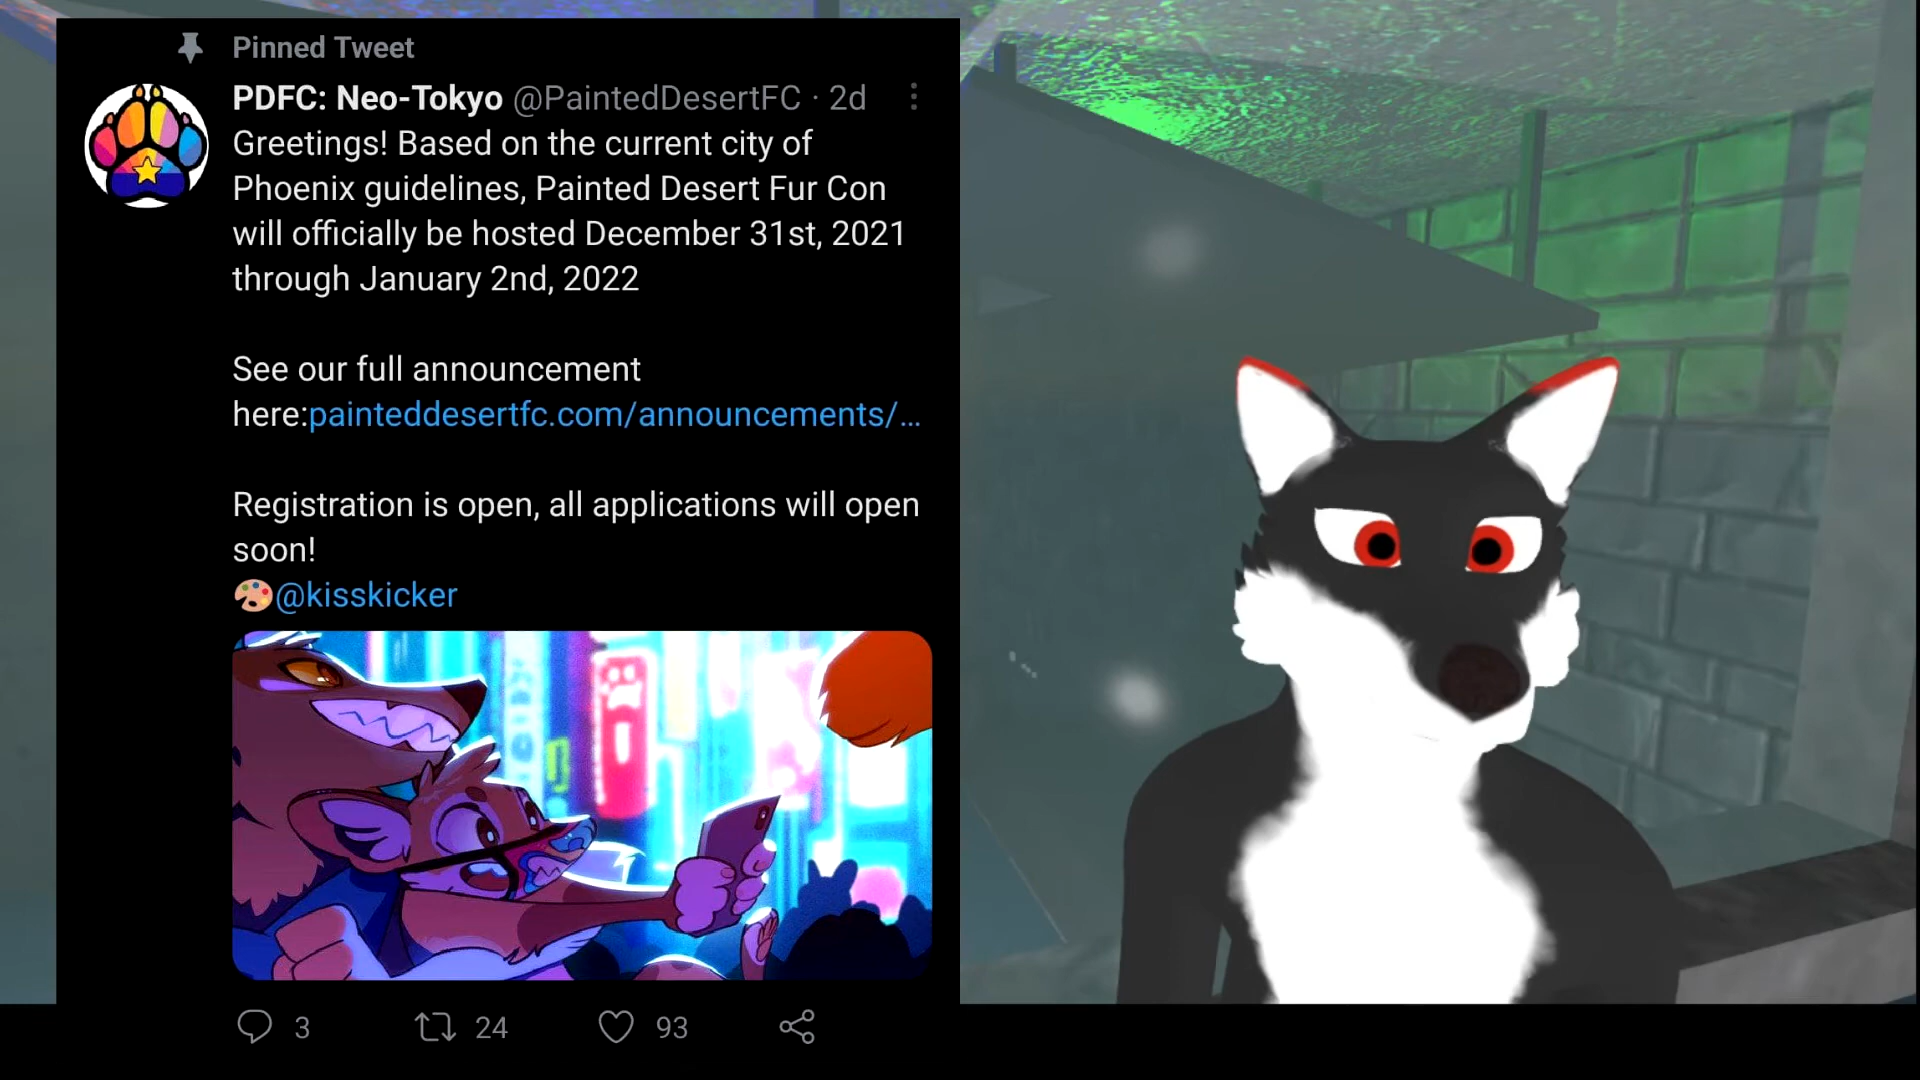 Pinned Tweet
PDFC: Neo-Tokyo @PaintedDesertFC · 2d
Greetings! Based on the current city of
Phoenix guidelines, Painted Desert Fur Con
will officially be hosted December 31st, 2021
through January 2nd, 2022
See our full announcement
here:painteddesertfc.com/announcements/…
Registration is open, all applications will open
soon!
🎨@kisskicker
3 24 93